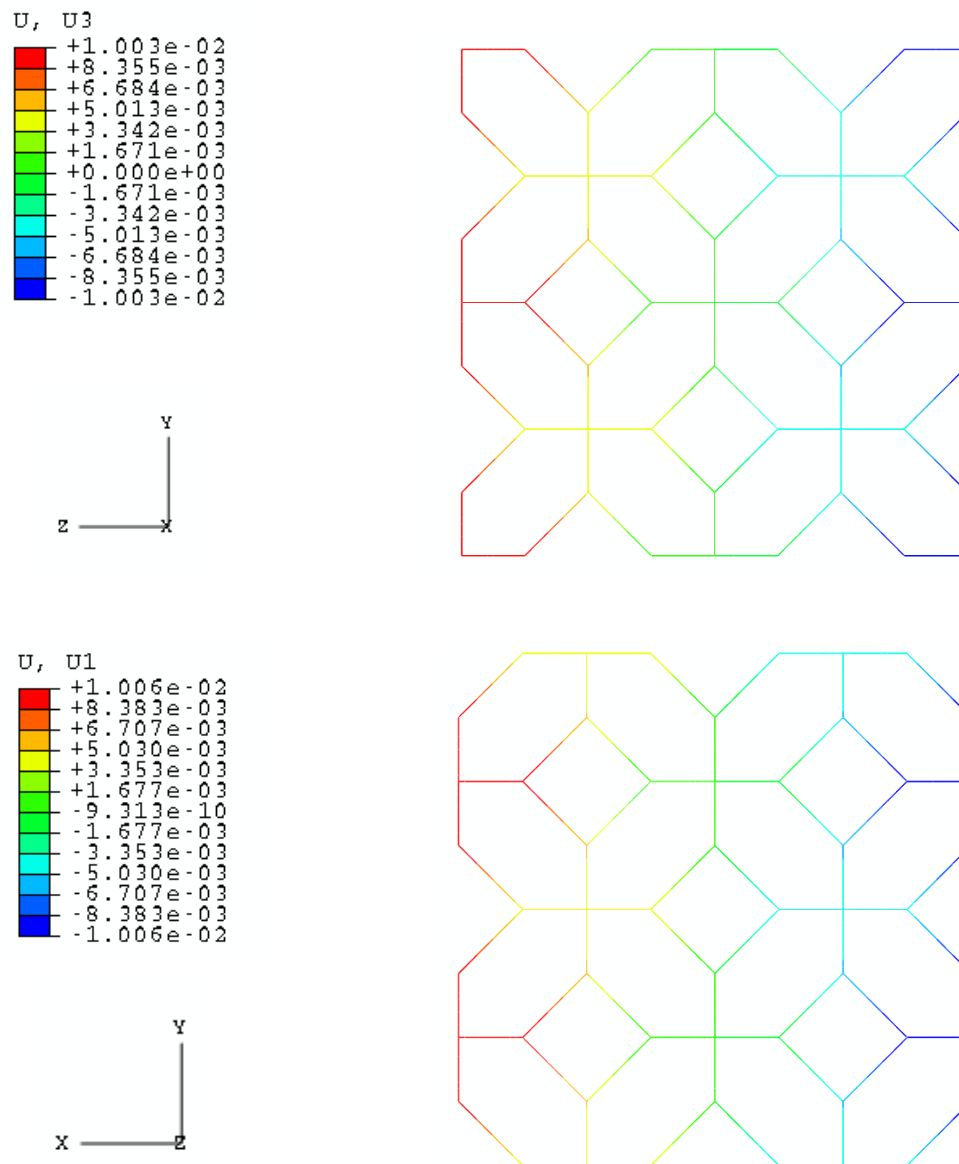 U, U3
+1.003e-02
+8.355e-03
+6.684e-03
+5.013e-03
+3.342e-03
+1.671e-03
+0.000e+00
-1.671e-03
-3.342e-03
-5.013e-03
-6.684e-03
-8.355e-03
-1.003e-02
Y
Z
X
U, U1
+1.006e-02
+8.383e-03
+6.707e-03
+5.030e-03
+3.353e-03
+1.677e-03
-9.313e-10
-1.677e-03
-3.353e-03
-5.030e-03
-6.707e-03
-8.383e-03
-1.006e-02
Y
X
Z